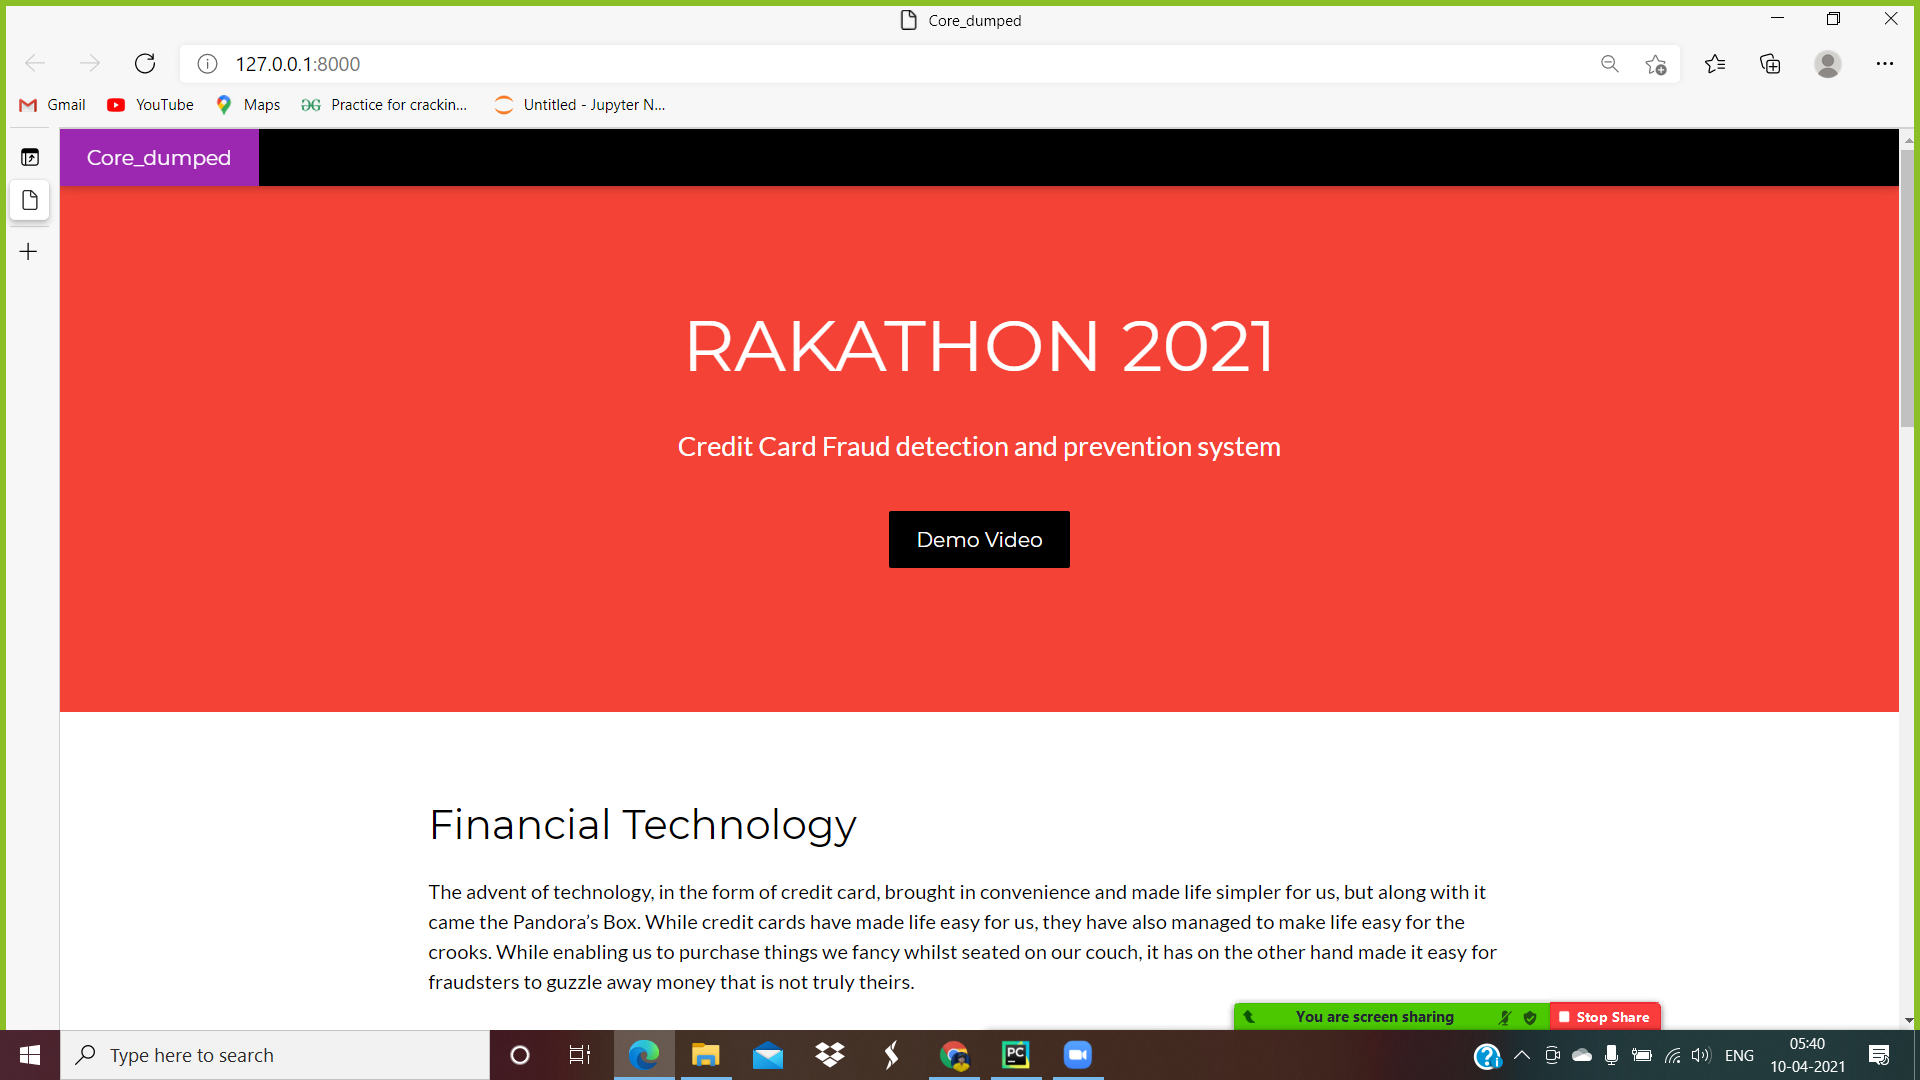 Core_dumped
127.0.0.1:8000
Gmail
YouTube
Maps
Practice for crackin...
Untitled - Jupyter N...
Core_dumped
RAKATHON 2021
Credit Card Fraud detection and prevention system
Demo Video
Financial Technology
The advent of technology, in the form of credit card, brought in convenience and made life simpler for us, but along with it
came the Pandora’s Box. While credit cards have made life easy for us, they have also managed to make life easy for the
crooks. While enabling us to purchase things we fancy whilst seated on our couch, it has on the other hand made it easy for
fraudsters to guzzle away money that is not truly theirs.
You are screen sharing
Stop Share
Type here to search
PC
ENG
05:40
10-04-2021